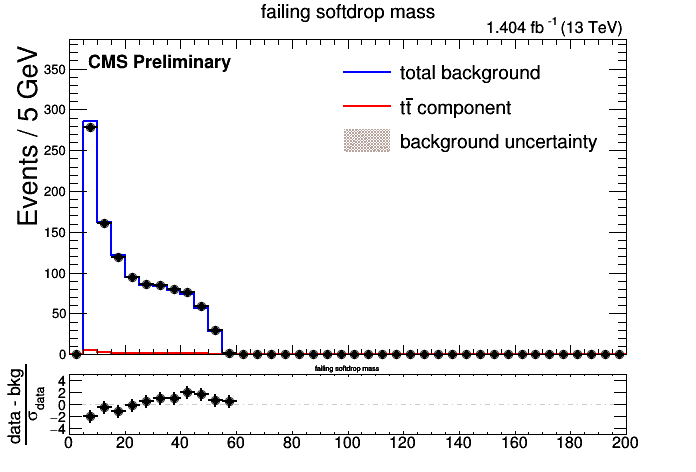 failing softdrop mass
1.404 fb⁻¹ (13 TeV)
CMS Preliminary
total background
tt̄ component
background uncertainty
Events / 5 GeV
350
300
250
200
150
100
50
0
failing softdrop mass
data - bkg
σdata
4
2
0
−2
−4
0 20 40 60 80 100 120 140 160 180 200